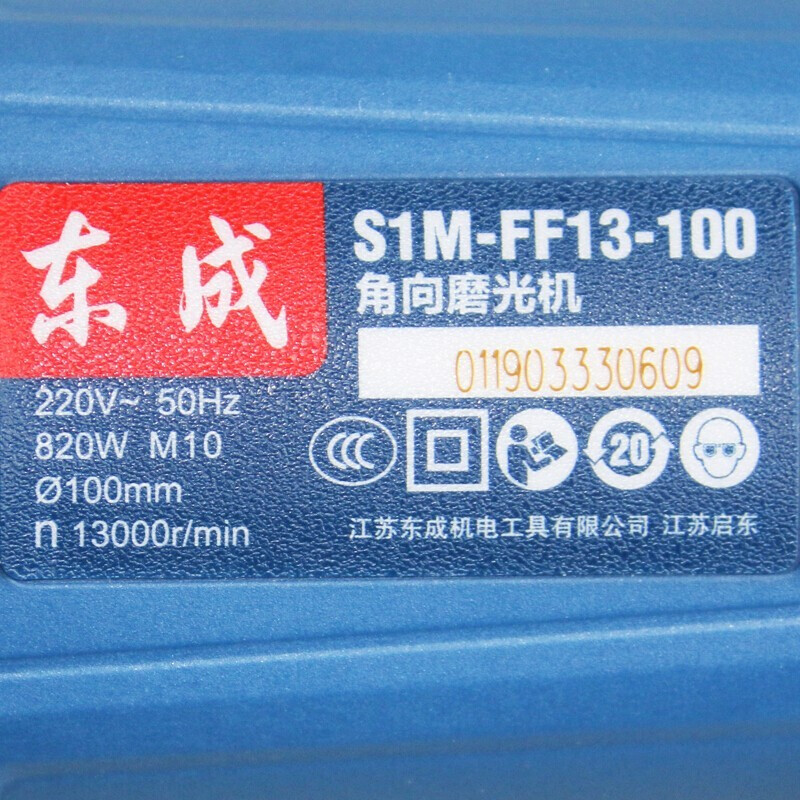 东成
S1M-FF13-100
角向磨光机
011903330609
220V~ 50Hz
820W M10
Ø100mm
n 13000r/min
20
江苏东成机电工具有限公司 江苏启东